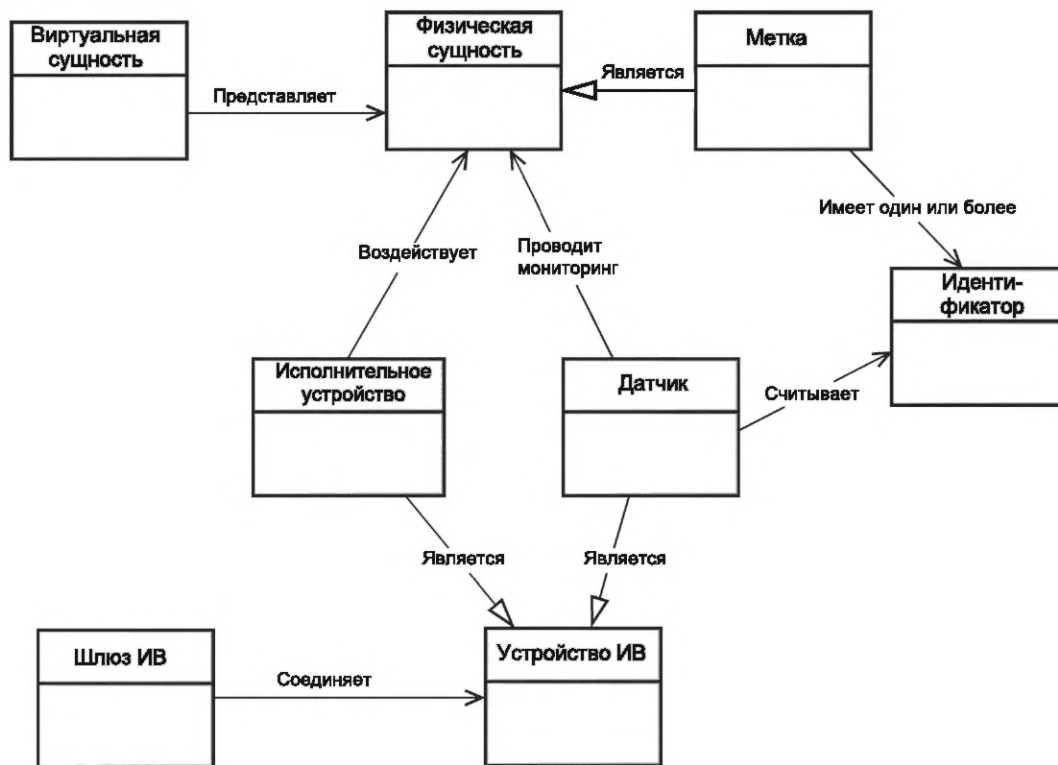 Виртуальная
сущность
Физическая
сущность
Метка
Является
Представляет
Имеет один или более
Воздействует
Проводит
мониторинг
Иденти-
фикатор
Исполнительное
устройство
Датчик
Считывает
Является
Является
Шлюз ИВ
Устройство ИВ
Соединяет